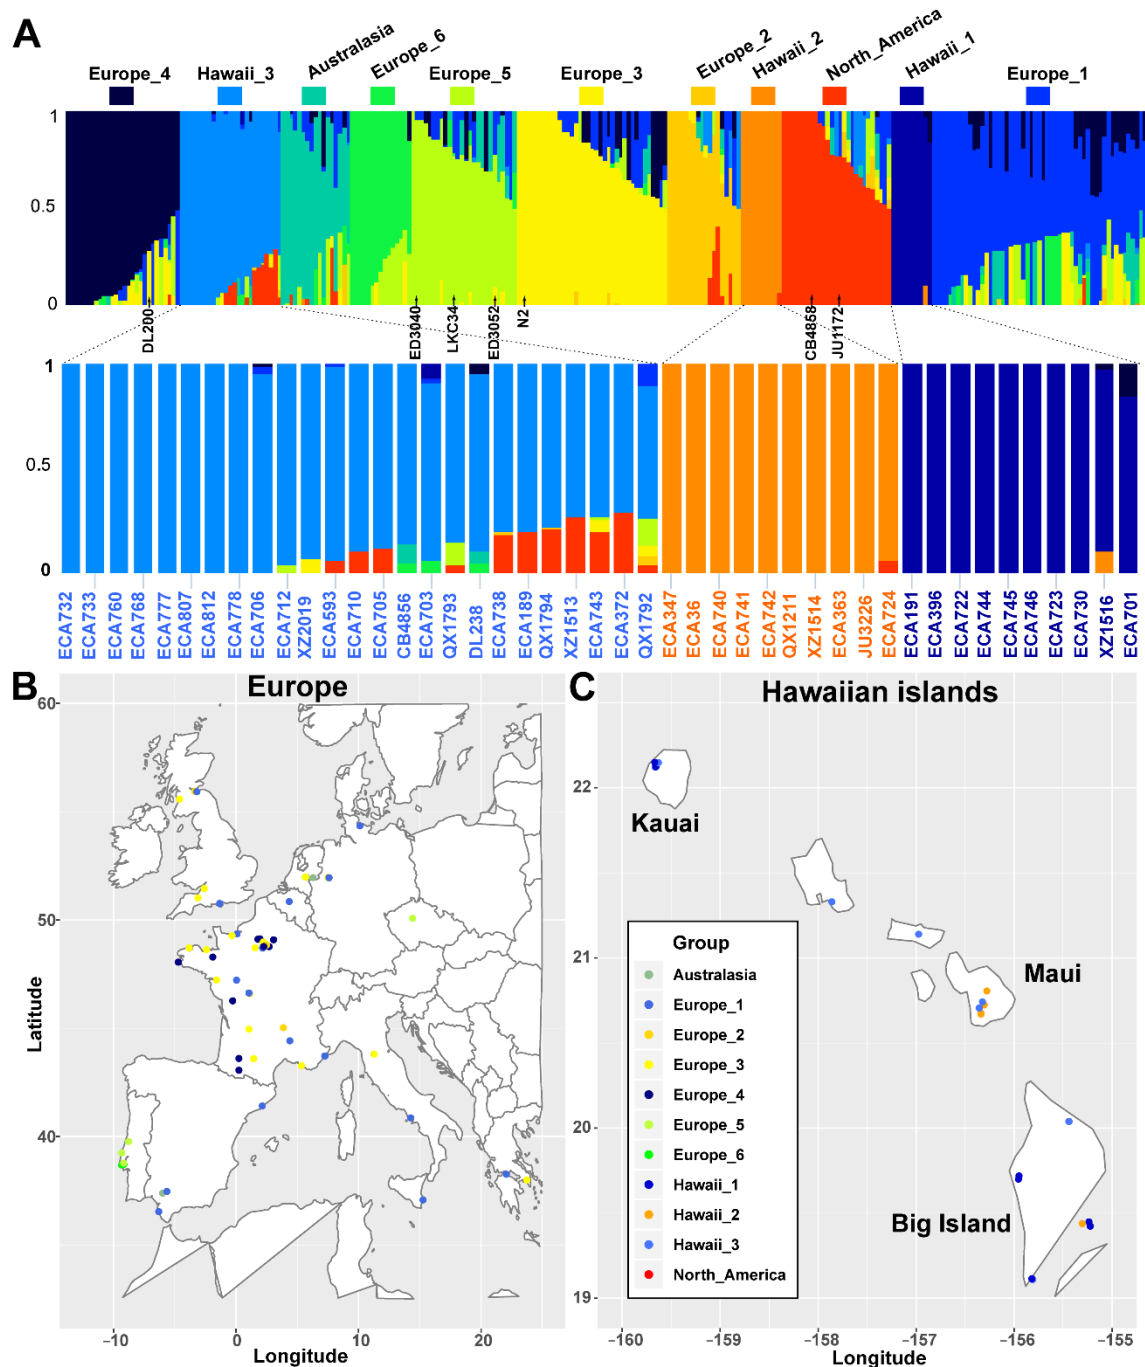 A
Europe_4
Hawaii_3
Australasia
Europe_6
Europe_5
Europe_3
Europe_2
Hawaii_2
North_America
Hawaii_1
Europe_1
1
0.5
0
DL200
ED3040
LKC34
ED3052
N2
CB4858
JU1172
1
0.5
0
ECA732
ECA733
ECA760
ECA768
ECA777
ECA807
ECA812
ECA778
ECA706
ECA712
XZ2019
ECA593
ECA710
ECA705
CB4856
ECA703
QX1793
DL238
ECA738
ECA189
QX1794
XZ1513
ECA743
ECA372
QX1792
ECA347
ECA36
ECA740
ECA741
ECA742
QX1211
XZ1514
ECA363
JU3226
ECA724
ECA191
ECA396
ECA722
ECA744
ECA745
ECA746
ECA723
ECA730
XZ1516
ECA701
B
Europe
60
50
40
Latitude
−10
0
10
20
Longitude
C
Hawaiian islands
22
21
20
19
Kauai
Maui
Big Island
Group
Australasia
Europe_1
Europe_2
Europe_3
Europe_4
Europe_5
Europe_6
Hawaii_1
Hawaii_2
Hawaii_3
North_America
−160
−159
−158
−157
−156
−155
Longitude